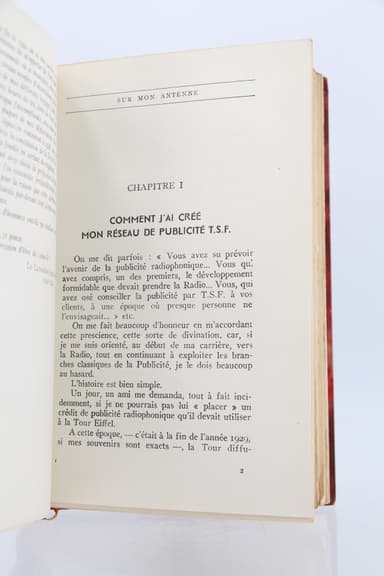 SUR MON ANTENNE
CHAPITRE I
COMMENT J'AI CRÉÉ
MON RÉSEAU DE PUBLICITÉ T.S.F.
On me dit parfois : « Vous avez su prévoir
l'avenir de la publicité radiophonique... Vous qui
avez compris, un des premiers, le développement
formidable que devait prendre la Radio... Vous, qui
avez osé conseiller la publicité par T.S.F. à vos
clients, à une époque où presque personne ne
l'envisageait... » etc.
On me fait beaucoup d'honneur en m'accordant
cette prescience, cette sorte de divination, car, si
je me suis orienté, au début de ma carrière, vers
la Radio, tout en continuant à exploiter les bran-
ches classiques de la Publicité, je le dois beaucoup
au hasard.
L'histoire est bien simple.
Un jour, un ami me demanda, tout à fait inci-
demment, si je ne pourrais pas lui « placer » un
crédit de publicité radiophonique qu'il devait utiliser
à la Tour Eiffel.
A cette époque, — c'était à la fin de l'année 1929,
si mes souvenirs sont exacts —, la Tour diffu-
2